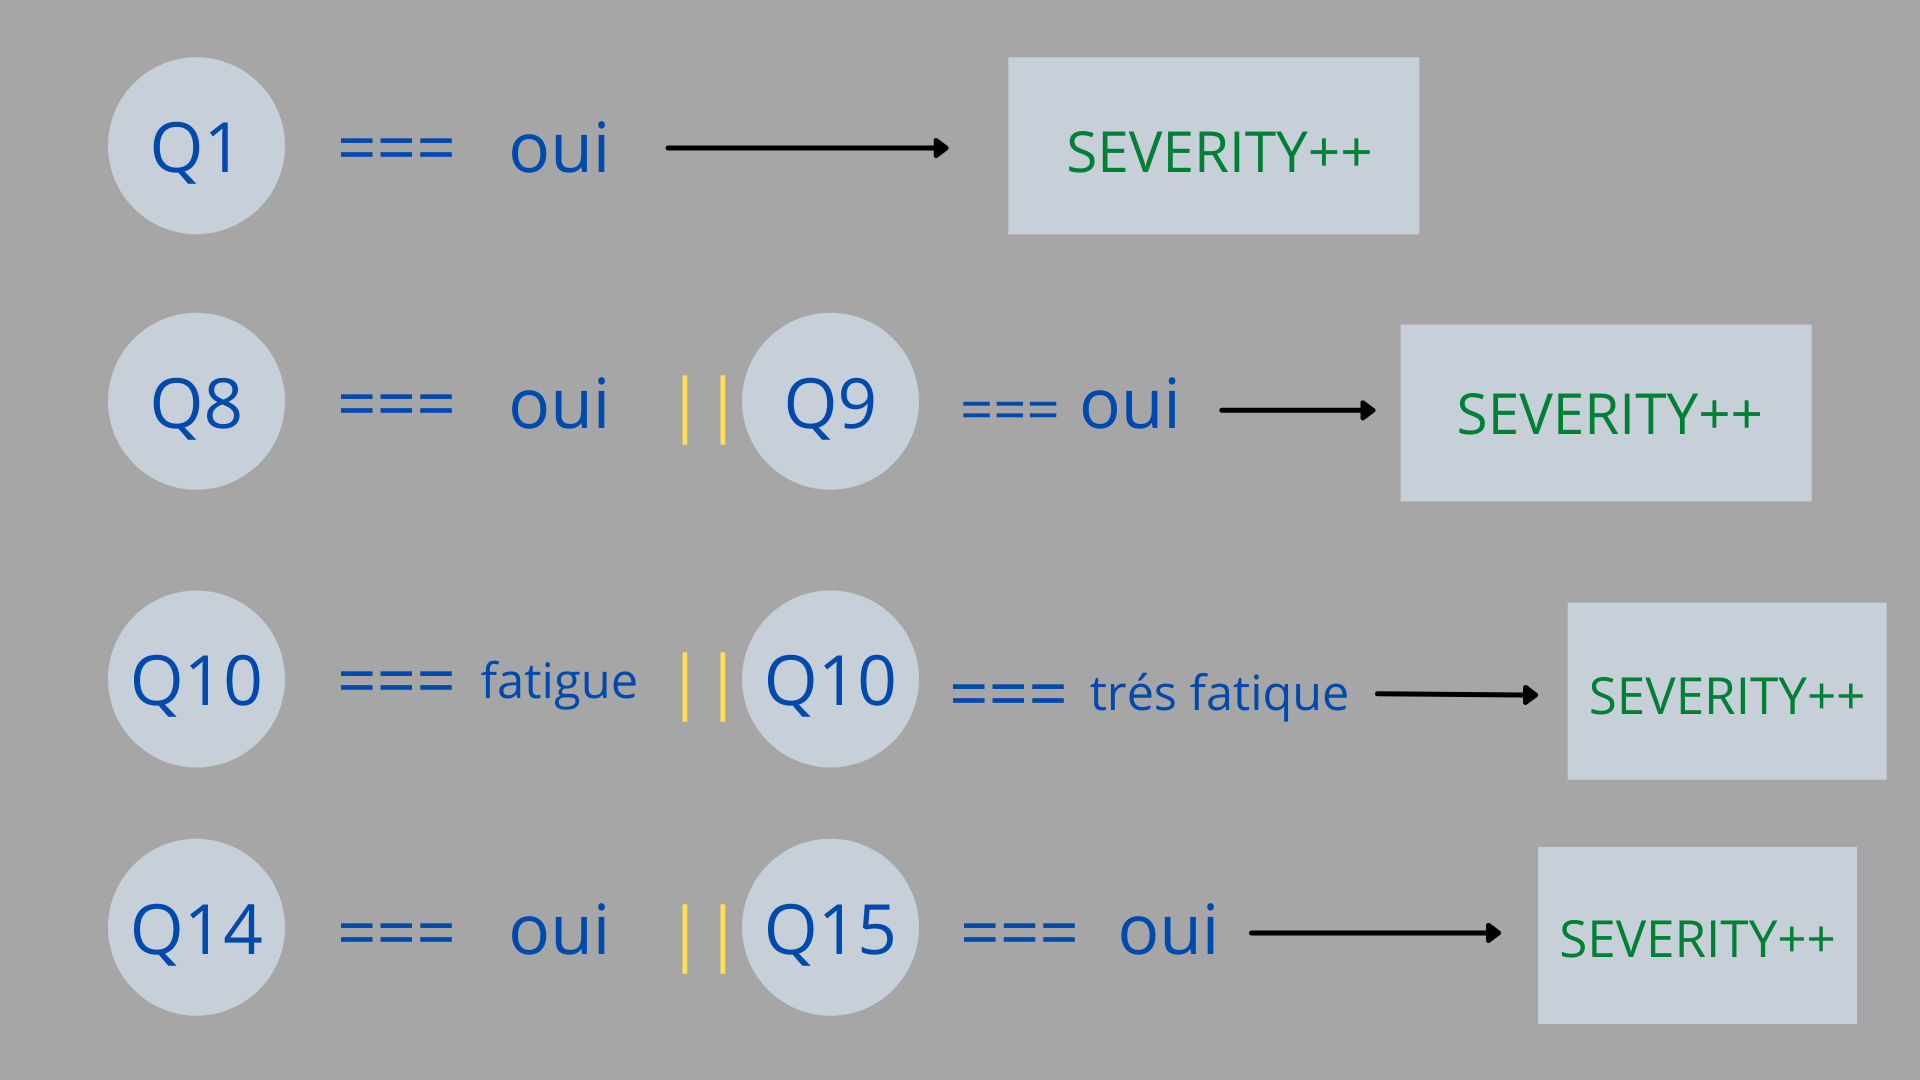 Q1 === oui SEVERITY++
Q8 === oui || Q9 === oui SEVERITY++
Q10 === fatigue || Q10 === trés fatique SEVERITY++
Q14 === oui || Q15 === oui SEVERITY++